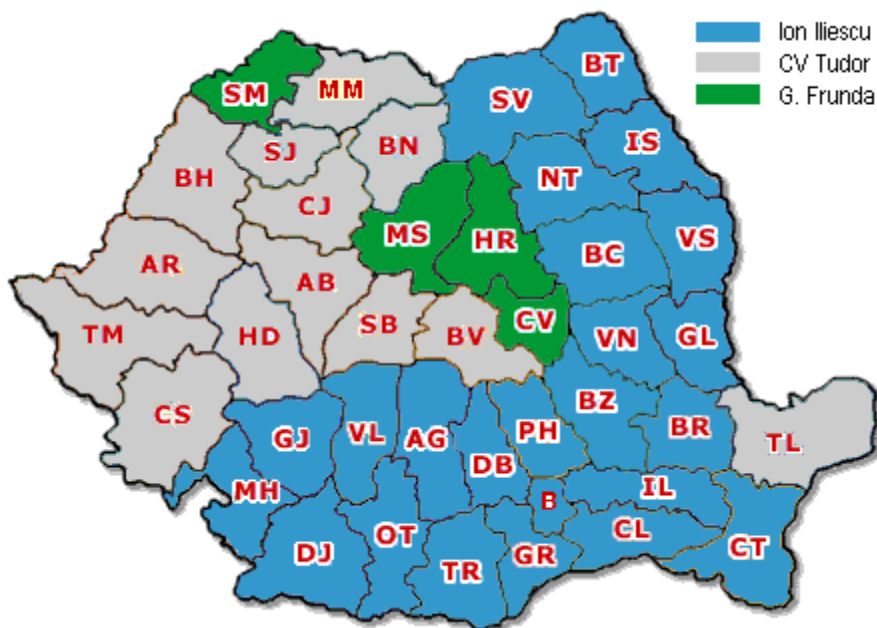 Ion Iliescu
CV Tudor
G. Frunda
BT
SM
MM
SV
IS
SJ
BN
BH
NT
CJ
MS
HR
BC
VS
AR
AB
SB
BV
CV
TM
HD
VN
GL
CS
BZ
GJ
VL
AG
PH
BR
TL
DB
MH
B
IL
DJ
OT
TR
GR
CL
CT